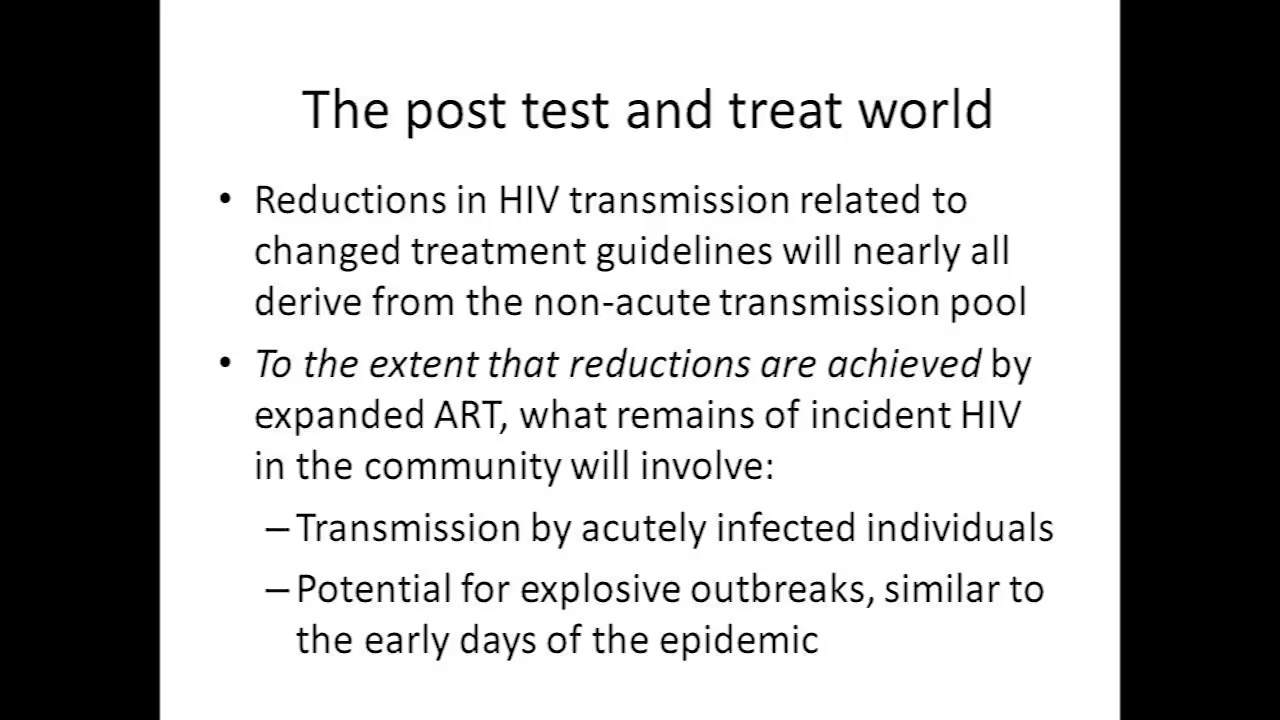 The post test and treat world
• Reductions in HIV transmission related to
changed treatment guidelines will nearly all
derive from the non-acute transmission pool
• To the extent that reductions are achieved by
expanded ART, what remains of incident HIV
in the community will involve:
– Transmission by acutely infected individuals
– Potential for explosive outbreaks, similar to
the early days of the epidemic